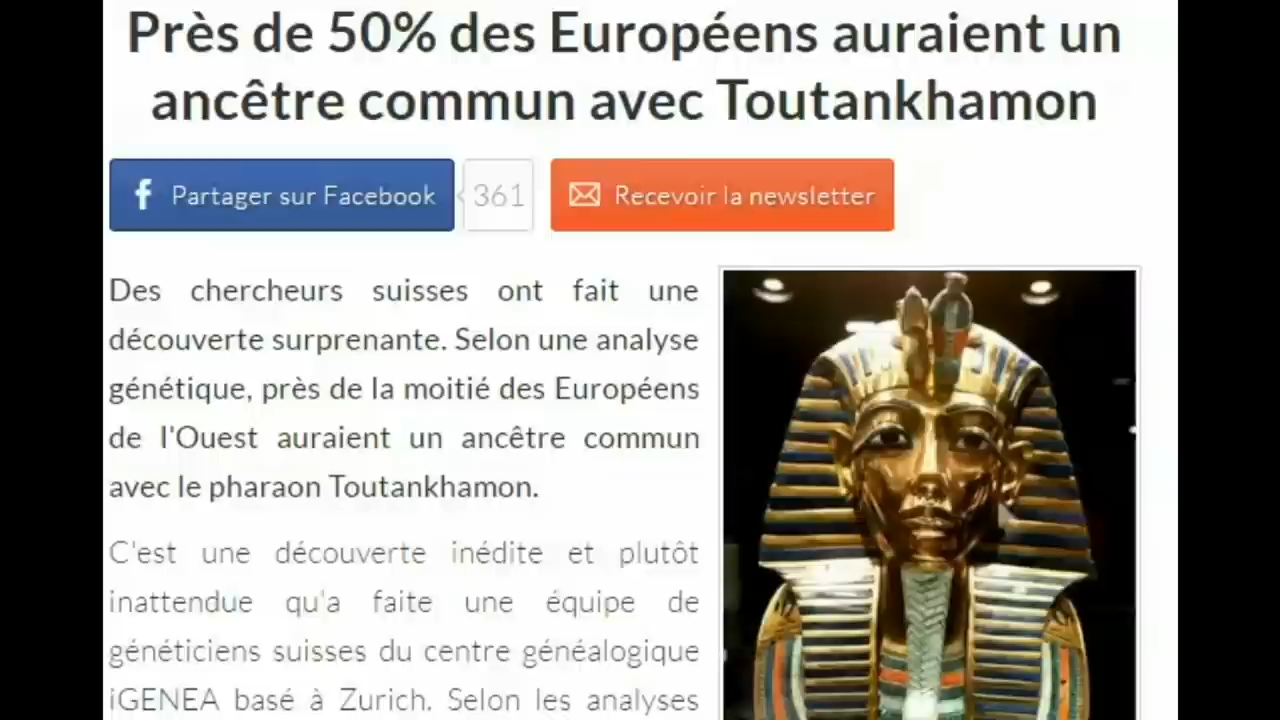 Près de 50% des Européens auraient un
ancêtre commun avec Toutankhamon
f Partager sur Facebook 361 Recevoir la newsletter
Des chercheurs suisses ont fait une
découverte surprenante. Selon une analyse
génétique, près de la moitié des Européens
de l'Ouest auraient un ancêtre commun
avec le pharaon Toutankhamon.
C'est une découverte inédite et plutôt
inattendue qu'a faite une équipe de
généticiens suisses du centre généalogique
iGENEA basé à Zurich. Selon les analyses